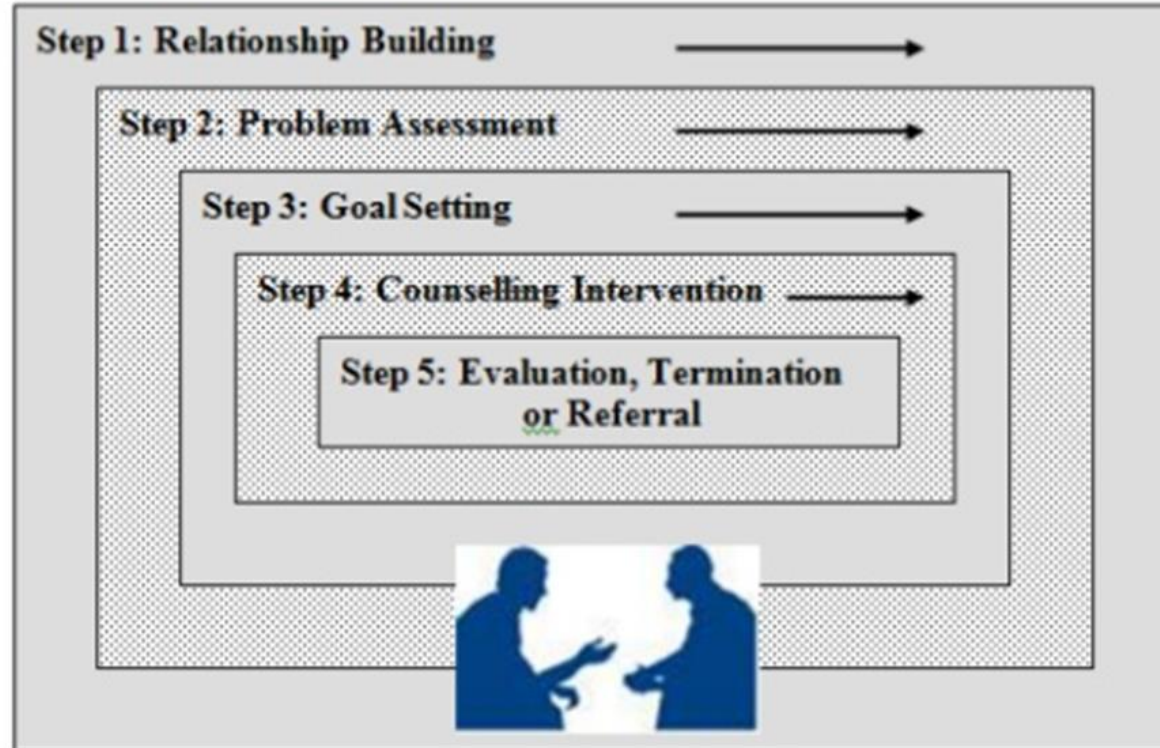 Step 1: Relationship Building
Step 2: Problem Assessment
Step 3: Goal Setting
Step 4: Counselling Intervention
Step 5: Evaluation, Termination
or Referral